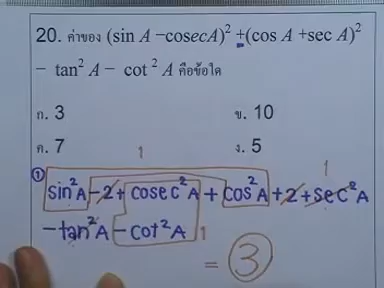 20. ค่าของ (sin A −cosecA)² +(cos A +sec A)²
− tan² A − cot ² A คือข้อใด
ก. 3 ข. 10
ค. 7 ง. 5
1 1
① sin²A −2 + cosec²A + cos²A +2 + sec²A
−tan²A −cot²A 1
= ③